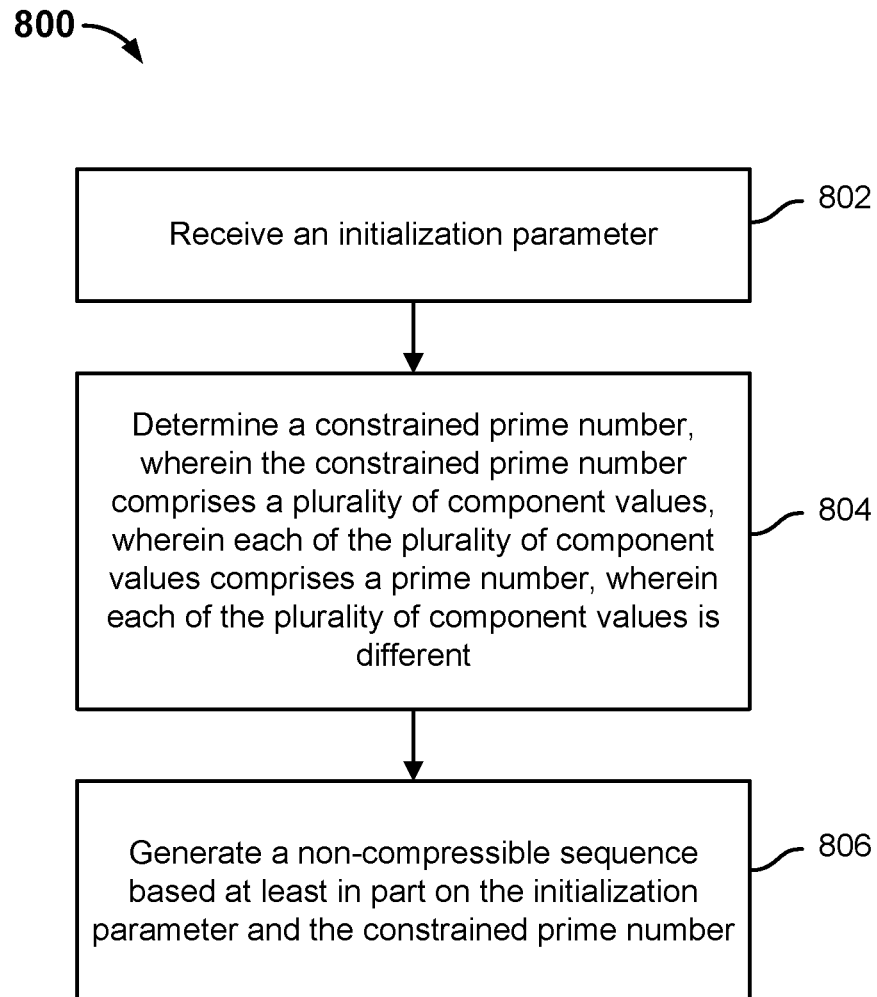 800
Receive an initialization parameter
802
Determine a constrained prime number,
wherein the constrained prime number
comprises a plurality of component values,
wherein each of the plurality of component
values comprises a prime number, wherein
each of the plurality of component values is
different
804
Generate a non-compressible sequence
based at least in part on the initialization
parameter and the constrained prime number
806